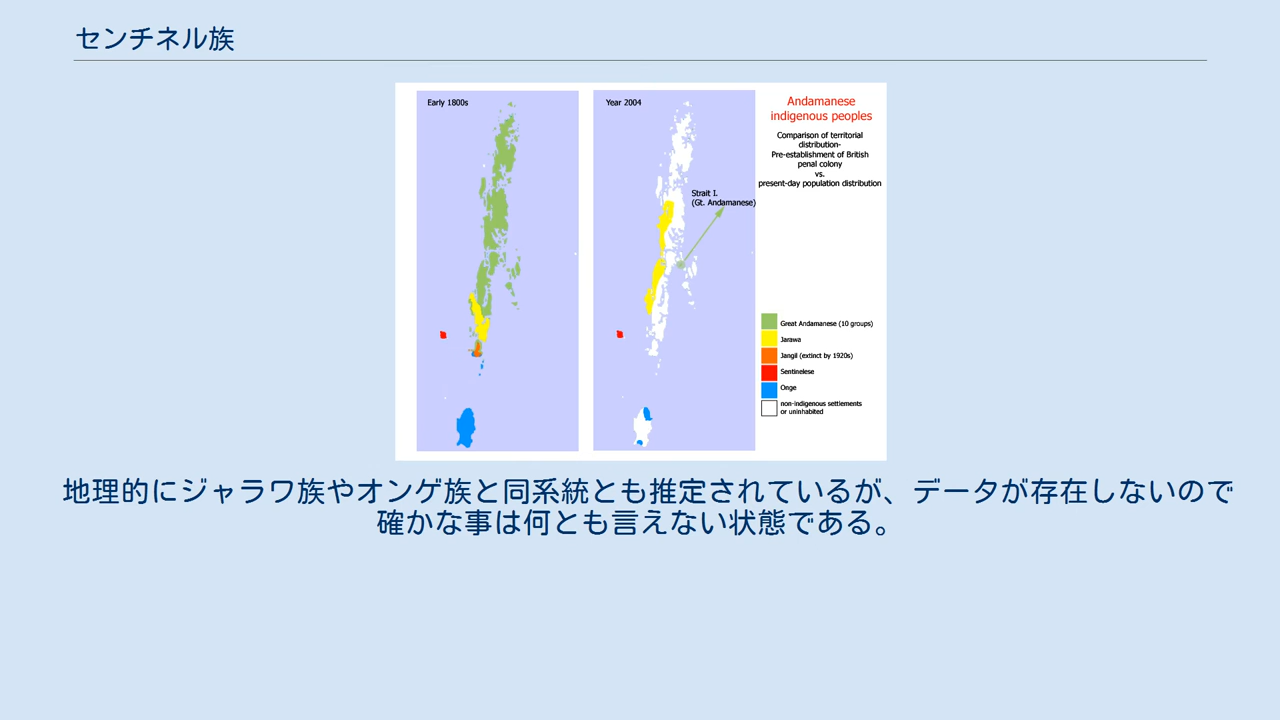 センチネル族
Early 1800s
Year 2004
Strait I.
(Gt. Andamanese)
Andamanese
indigenous peoples
Comparison of territorial
distribution-
Pre-establishment of British
penal colony
vs.
present-day population distribution
Great Andamanese (10 groups)
Jarawa
Jangil (extinct by 1920s)
Sentinelese
Onge
non-indigenous settlements
or uninhabited
地理的にジャラワ族やオンゲ族と同系統とも推定されているが、データが存在しないので
確かな事は何とも言えない状態である。